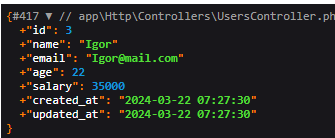 {#417 ▼ // app\Http\Controllers\UsersController.ph
+"id": 3
+"name": "Igor"
+"email": "Igor@mail.com"
+"age": 22
+"salary": 35000
+"created_at": "2024-03-22 07:27:30"
+"updated_at": "2024-03-22 07:27:30"
}